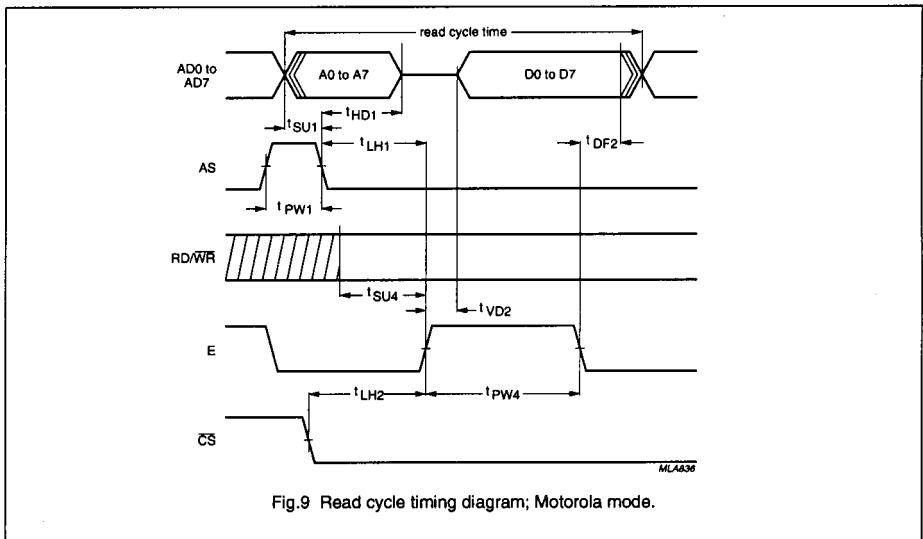 read cycle time
AD0 to
AD7
A0 to A7
D0 to D7
tHD1
tSU1
tLH1
tDF2
AS
tPW1
RD/WR
tSU4
tVD2
E
tLH2
tPW4
CS
MLA836
Fig.9 Read cycle timing diagram; Motorola mode.